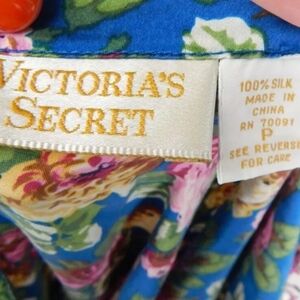 VICTORIA'S
SECRET
100% SILK
MADE IN
CHINA
RN 70091
P
SEE REVERSE
FOR CARE